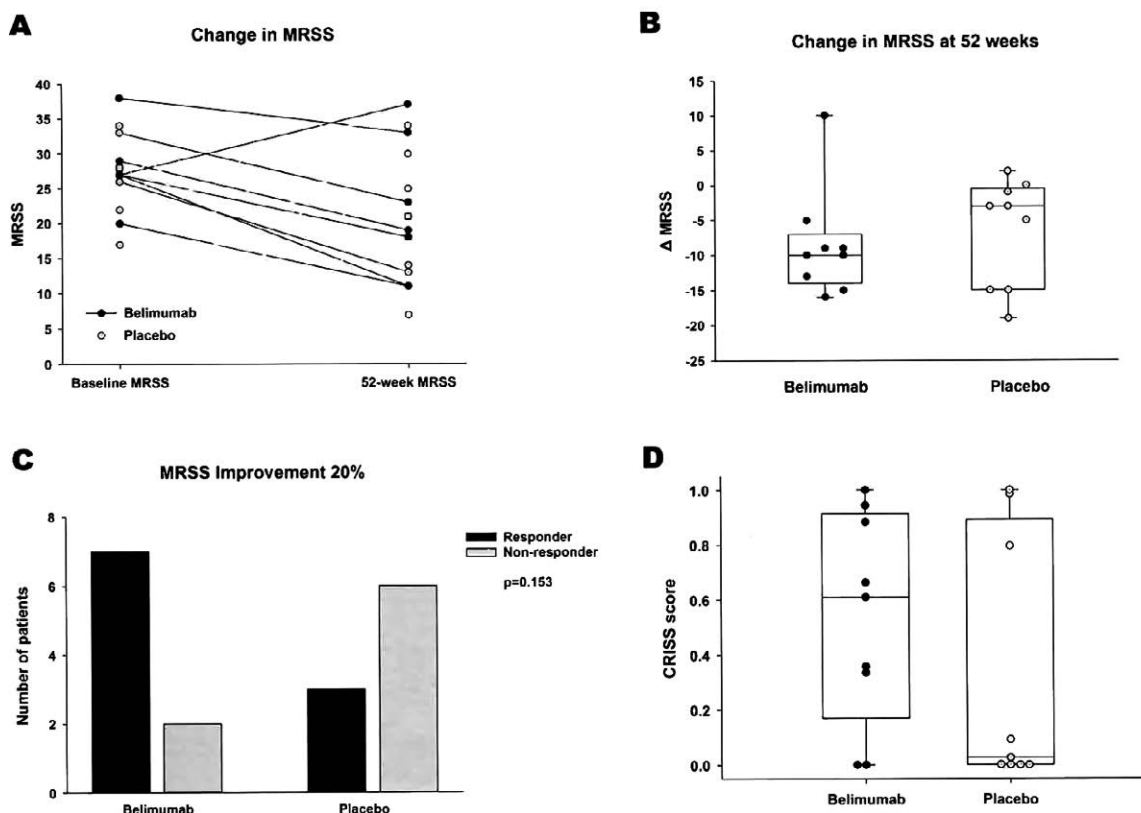 A
Change in MRSS
MRSS
40
35
30
25
20
15
10
5
0
Belimumab
Placebo
Baseline MRSS
52-week MRSS
B
Change in MRSS at 52 weeks
Δ MRSS
15
10
5
0
-5
-10
-15
-20
-25
Belimumab
Placebo
C
MRSS Improvement 20%
Number of patients
8
6
4
2
0
Responder
Non-responder
p=0.153
Belimumab
Placebo
D
CRISS score
1.0
0.8
0.6
0.4
0.2
0.0
Belimumab
Placebo